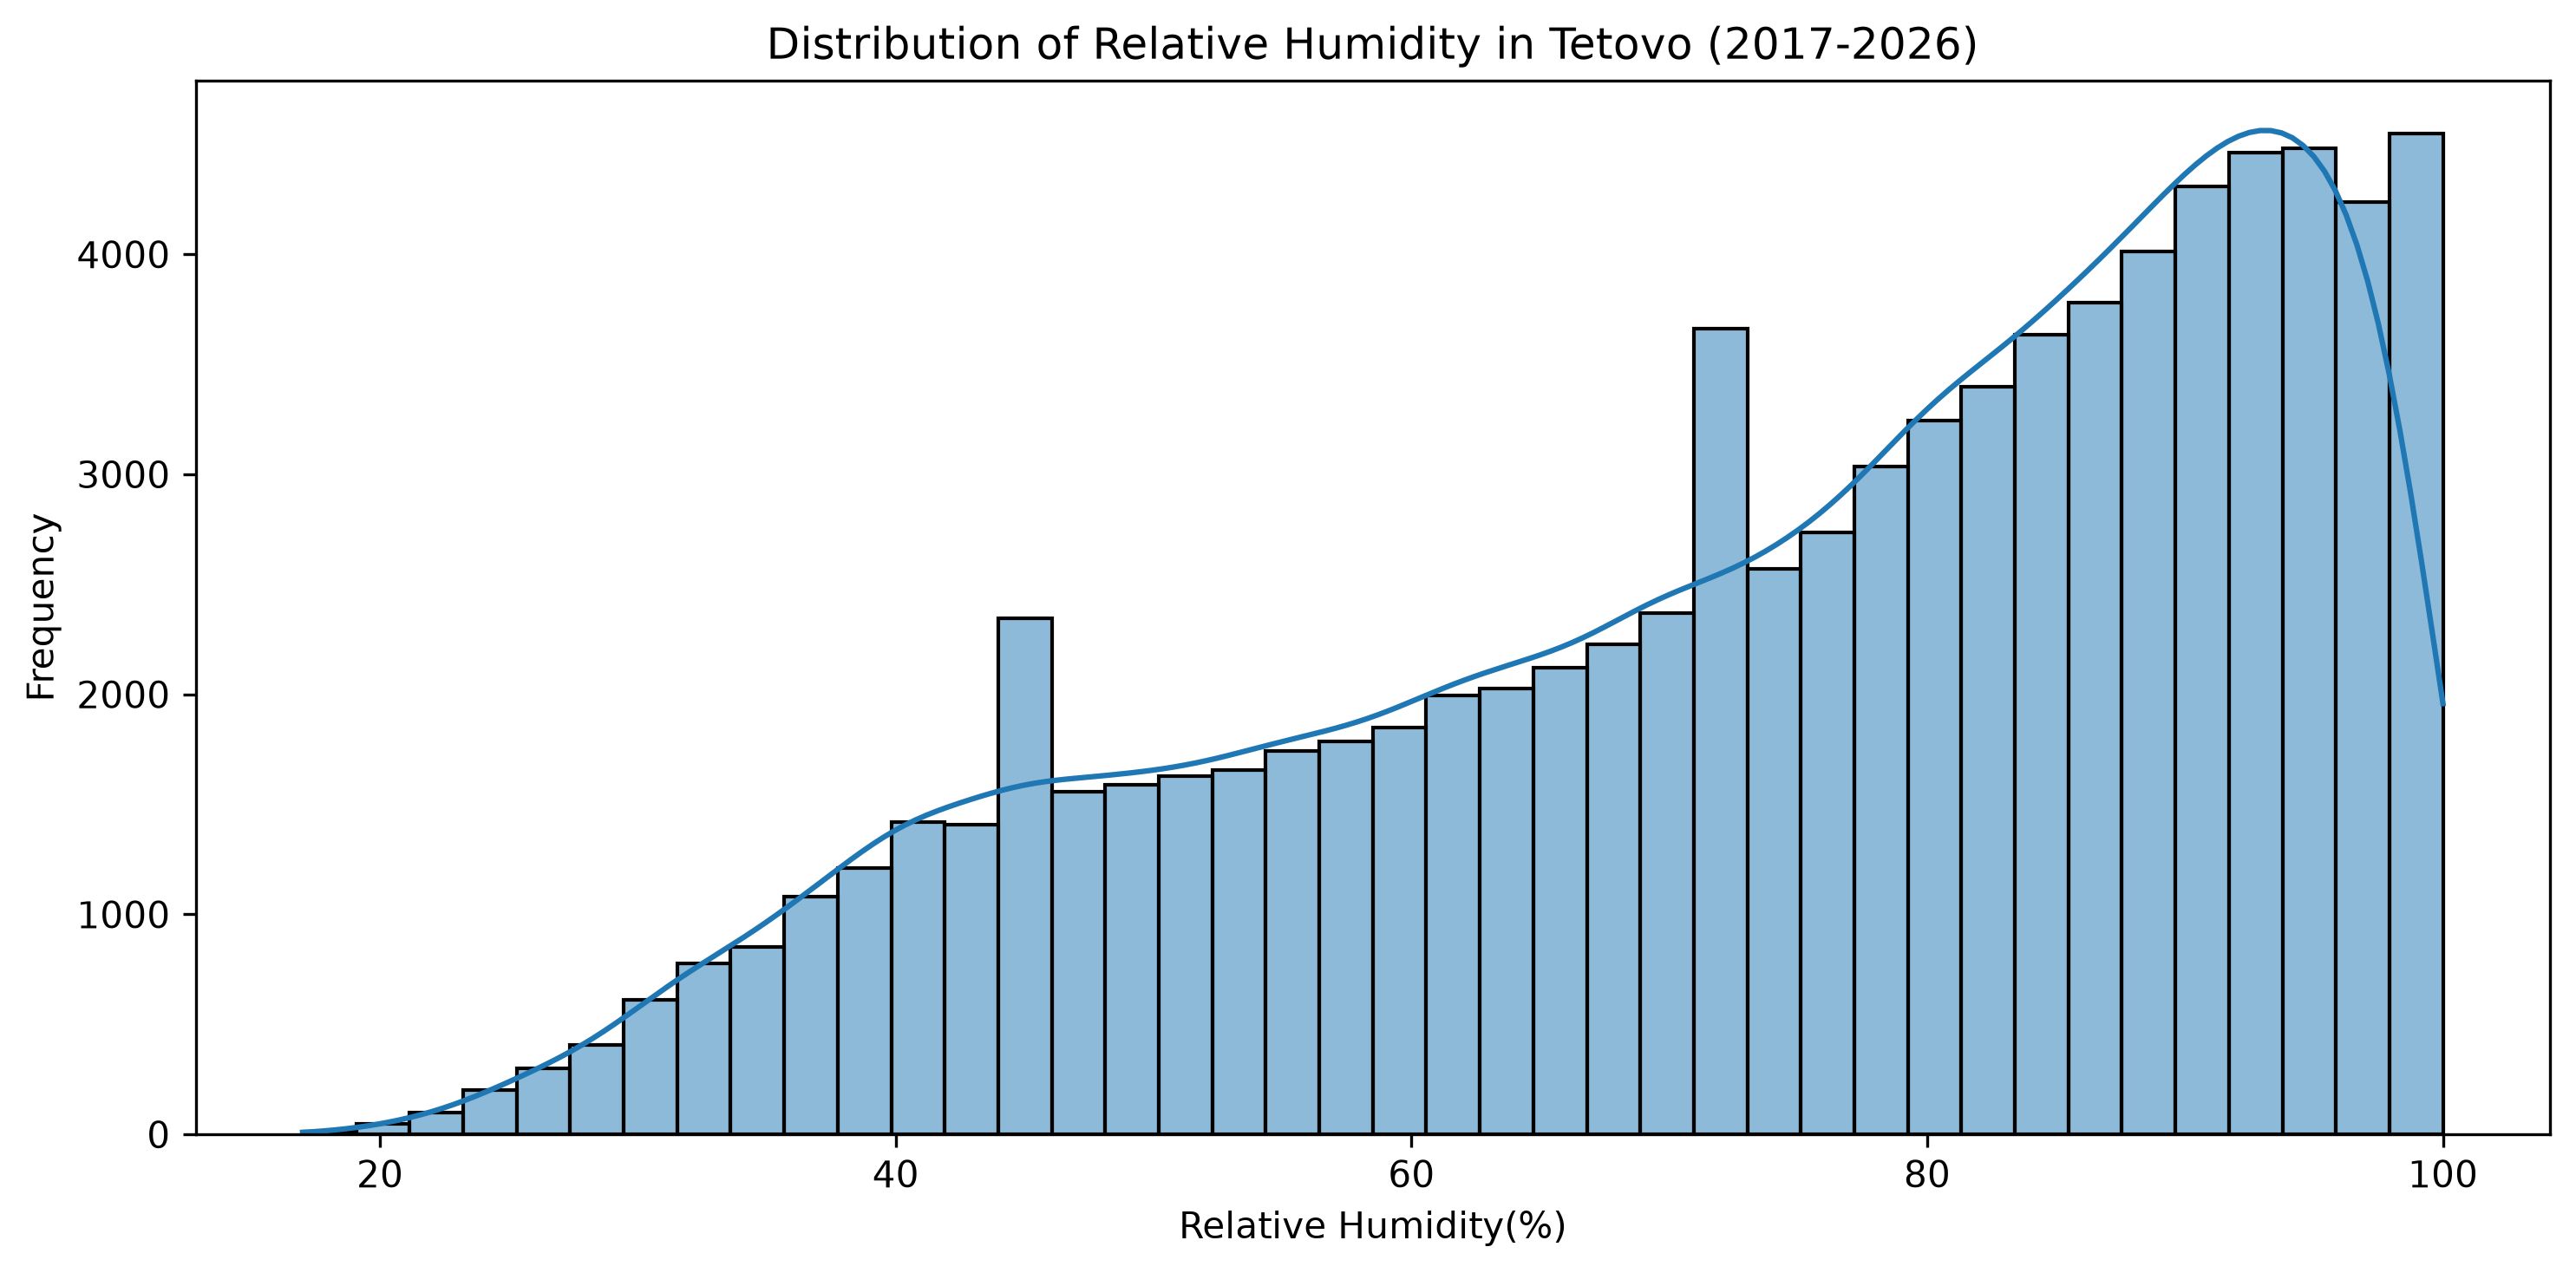 Distribution of Relative Humidity in Tetovo (2017-2026)
Frequency
4000
3000
2000
1000
0
20 40 60 80 100
Relative Humidity(%)